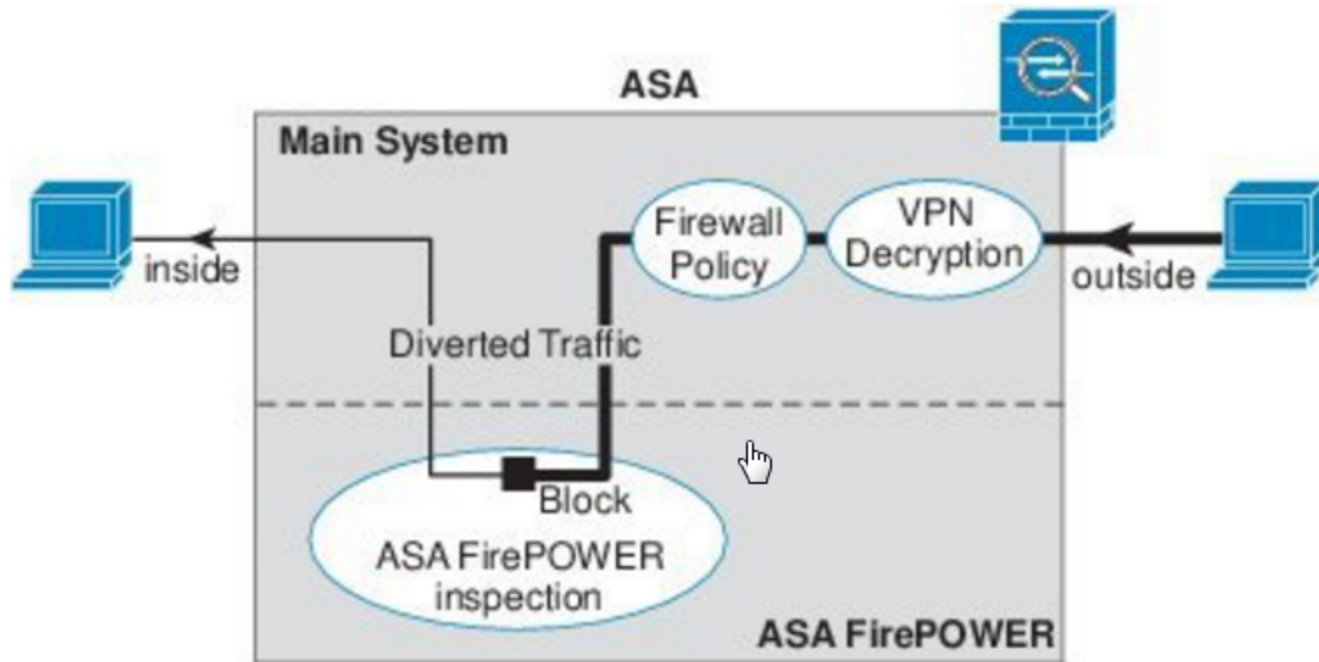 ASA
Main System
Firewall
Policy
VPN
Decryption
inside
outside
Diverted Traffic
Block
ASA FirePOWER
inspection
ASA FirePOWER